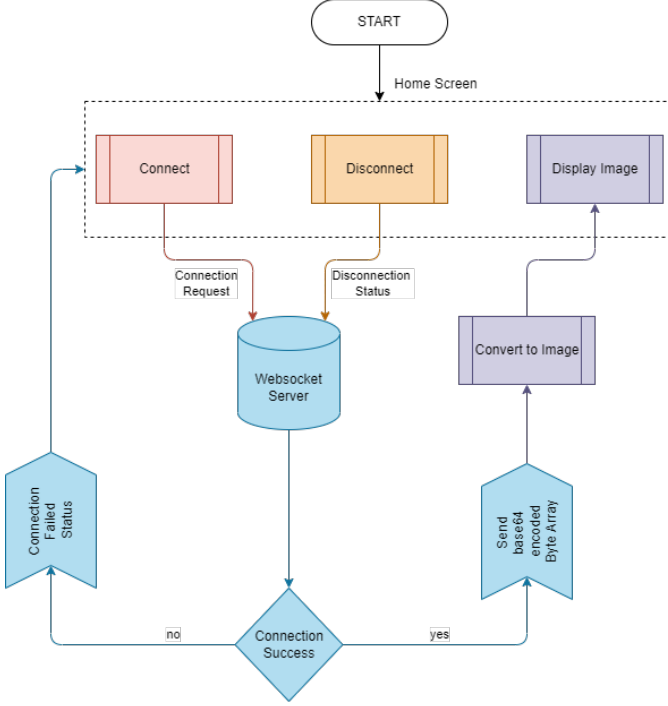 START
Home Screen
Connect
Disconnect
Display Image
Connection
Request
Disconnection
Status
Convert to Image
Websocket
Server
Connection
Failed
Status
Send
base64
encoded
Byte Array
no
Connection
Success
yes